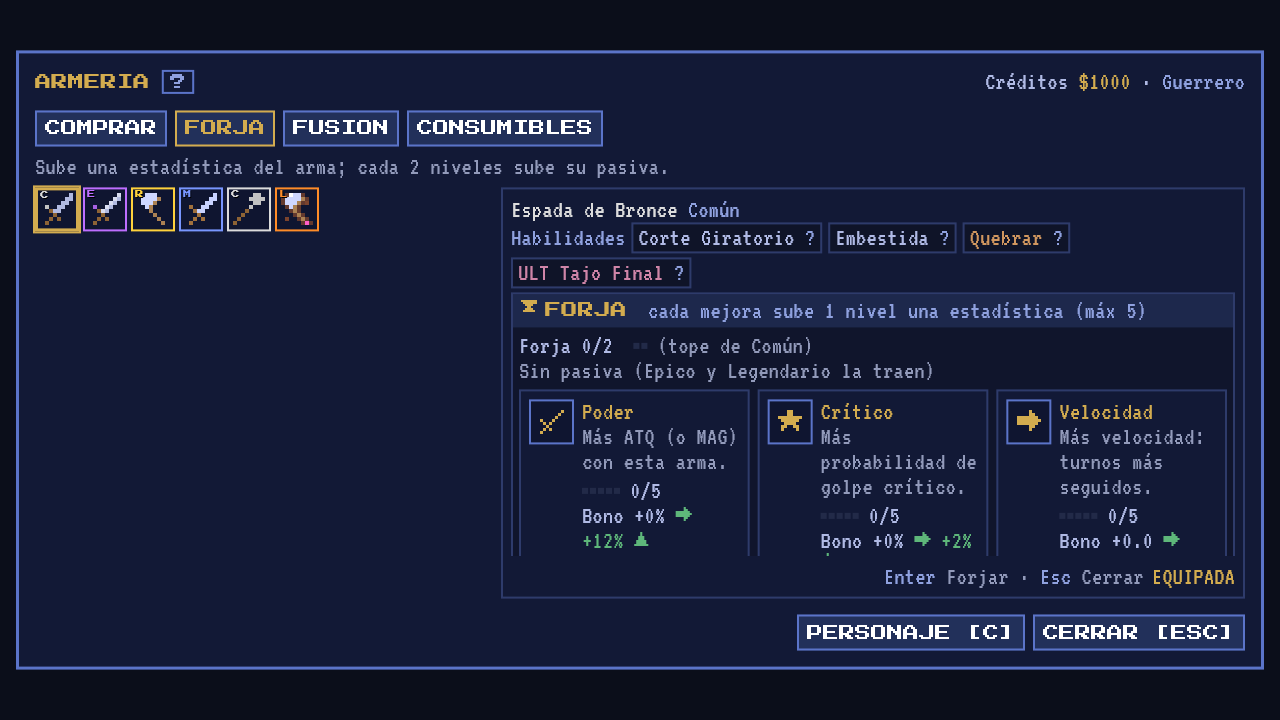 ARMERIA ?
Créditos $1000 · Guerrero
COMPRAR FORJA FUSION CONSUMIBLES
Sube una estadística del arma; cada 2 niveles sube su pasiva.
C E R M C L
Espada de Bronce Común
Habilidades Corte Giratorio ? Embestida ? Quebrar ?
ULT Tajo Final ?
FORJA cada mejora sube 1 nivel una estadística (máx 5)
Forja 0/2 (tope de Común)
Sin pasiva (Epico y Legendario la traen)
Poder
Más ATQ (o MAG)
con esta arma.
0/5
Bono +0%
+12%
Crítico
Más
probabilidad de
golpe crítico.
0/5
Bono +0% +2%
Velocidad
Más velocidad:
turnos más
seguidos.
0/5
Bono +0.0
Enter Forjar · Esc Cerrar EQUIPADA
PERSONAJE [C] CERRAR [ESC]